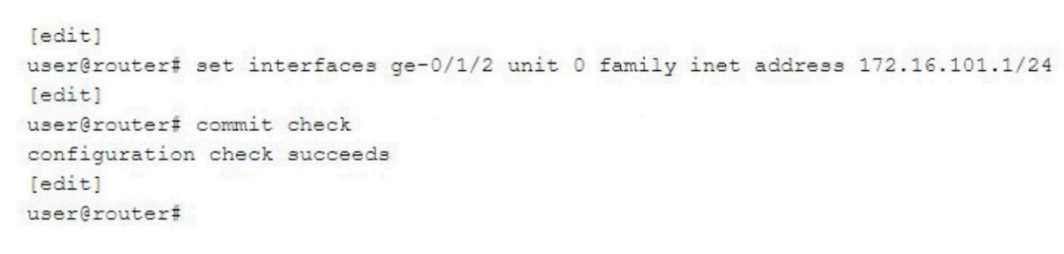 [edit]
user@router# set interfaces ge-0/1/2 unit 0 family inet address 172.16.101.1/24
[edit]
user@router# commit check
configuration check succeeds
[edit]
user@router#